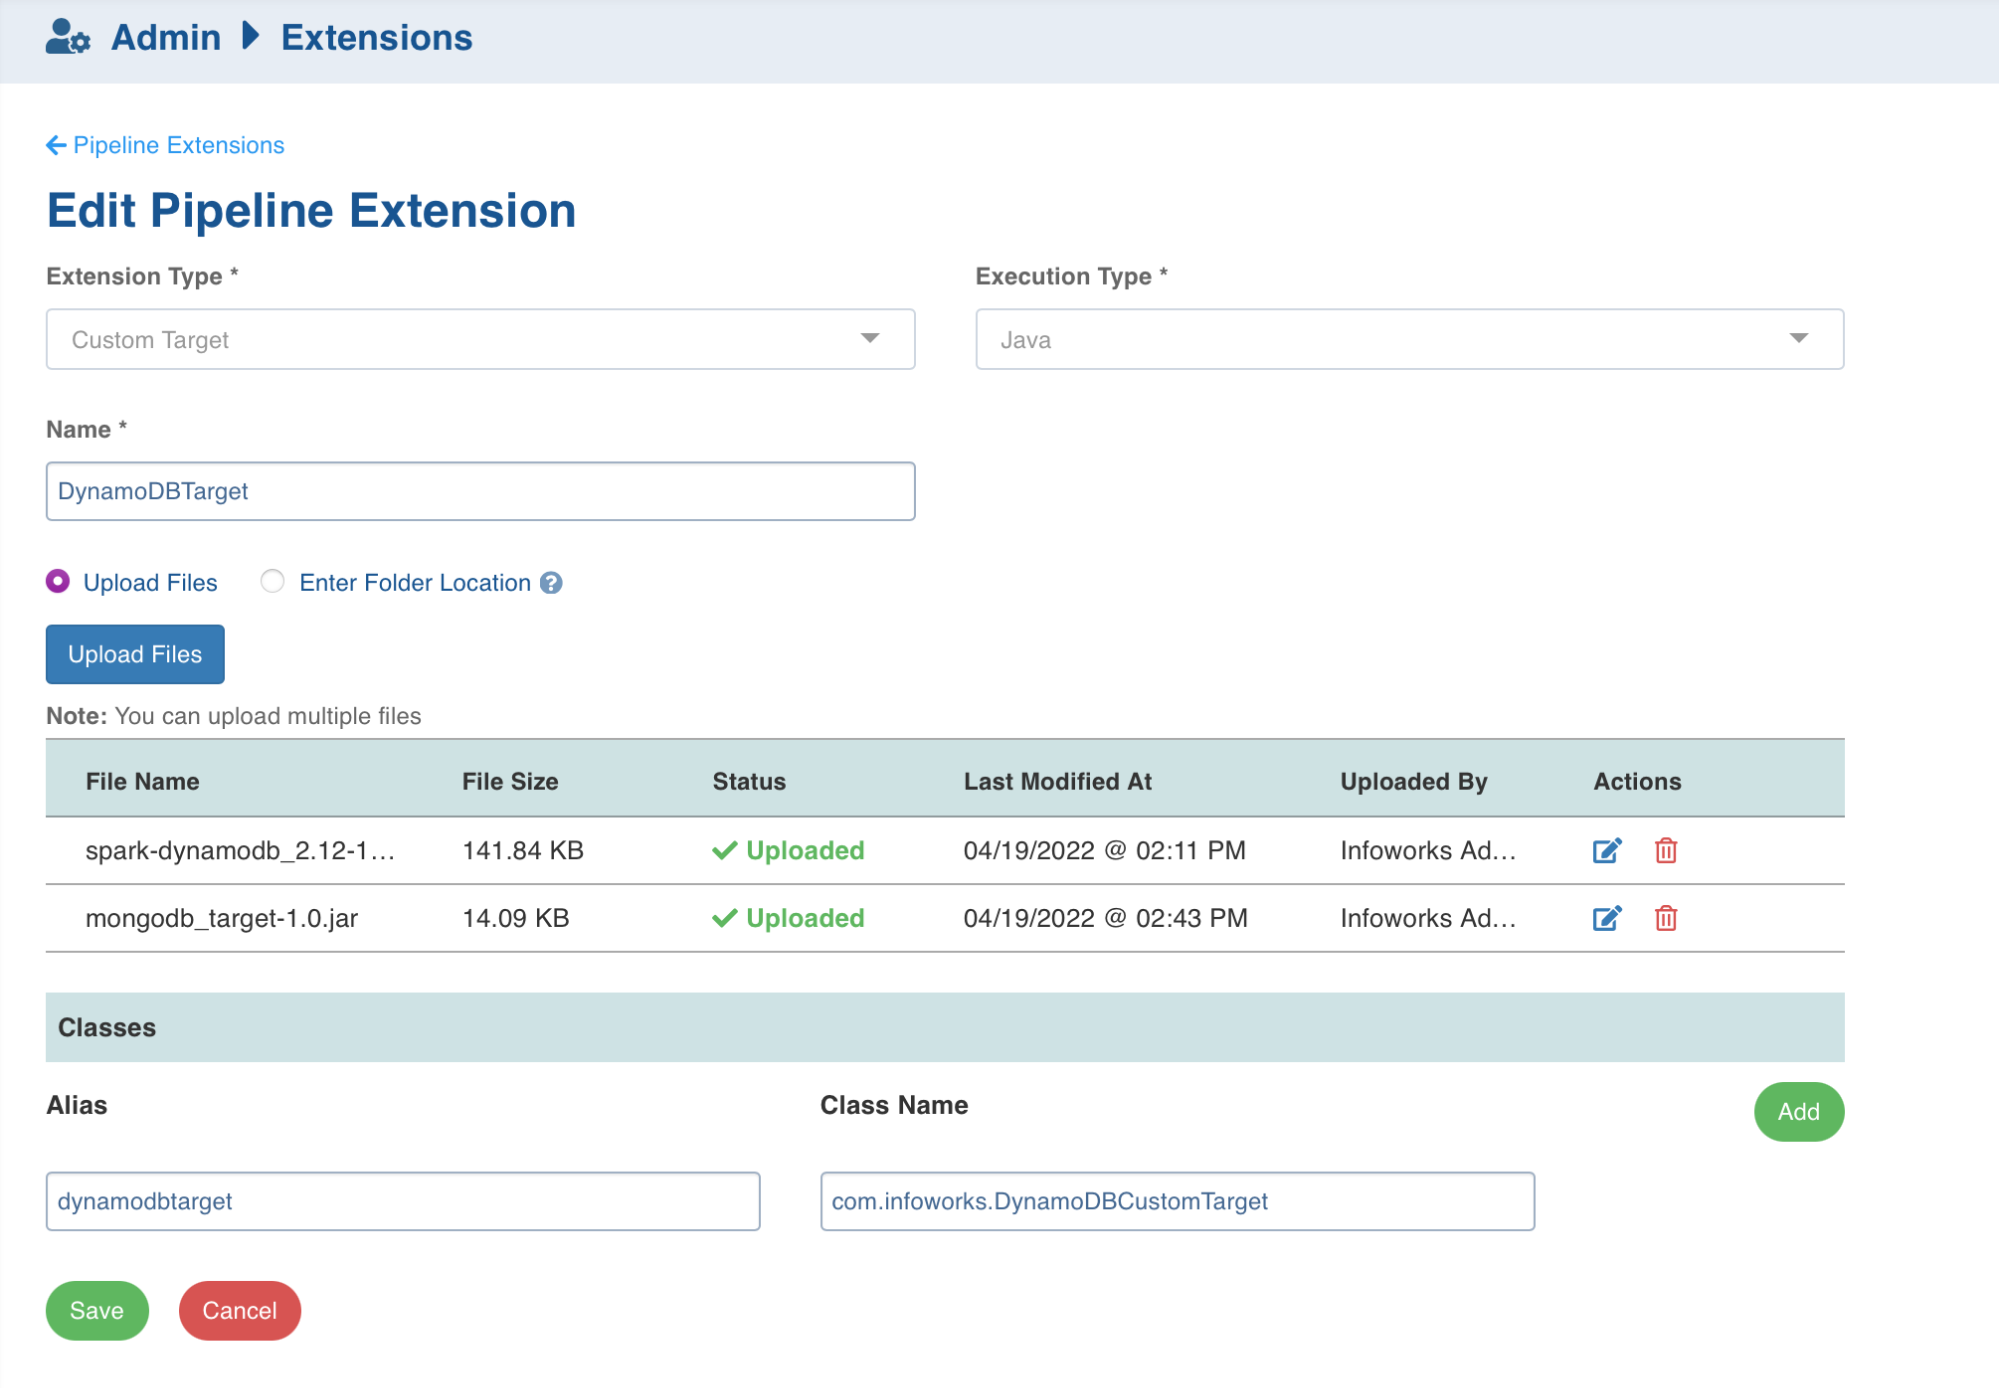 Admin Extensions
Pipeline Extensions
Edit Pipeline Extension
Extension Type * Execution Type *
Custom Target Java
Name *
DynamoDBTarget
Upload Files Enter Folder Location ?
Upload Files
Note: You can upload multiple files
File Name File Size Status Last Modified At Uploaded By Actions
spark-dynamodb_2.12-1... 141.84 KB Uploaded 04/19/2022 @ 02:11 PM Infoworks Ad...
mongodb_target-1.0.jar 14.09 KB Uploaded 04/19/2022 @ 02:43 PM Infoworks Ad...
Classes
Alias Class Name Add
dynamodbtarget com.infoworks.DynamoDBCustomTarget
Save Cancel